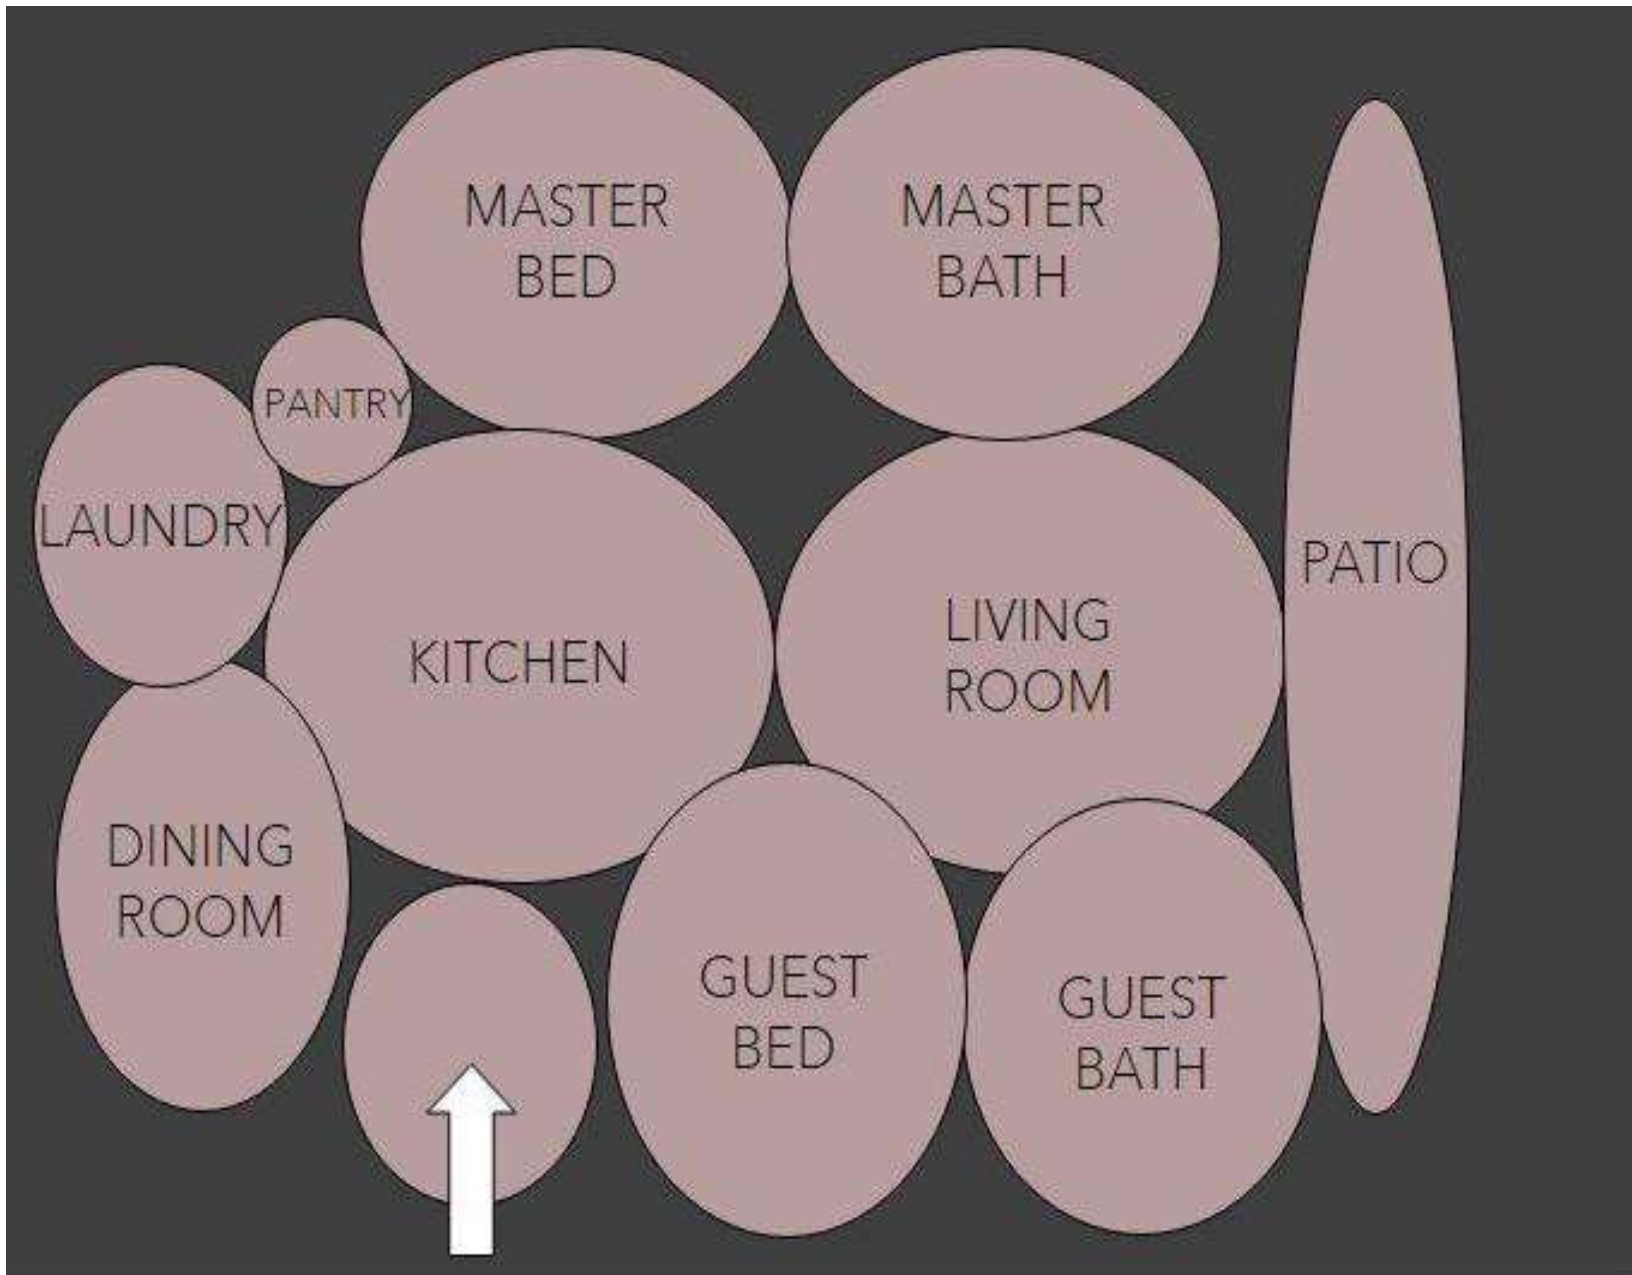 MASTER
BED
MASTER
BATH
PANTRY
LAUNDRY
PATIO
KITCHEN
LIVING
ROOM
DINING
ROOM
GUEST
BED
GUEST
BATH